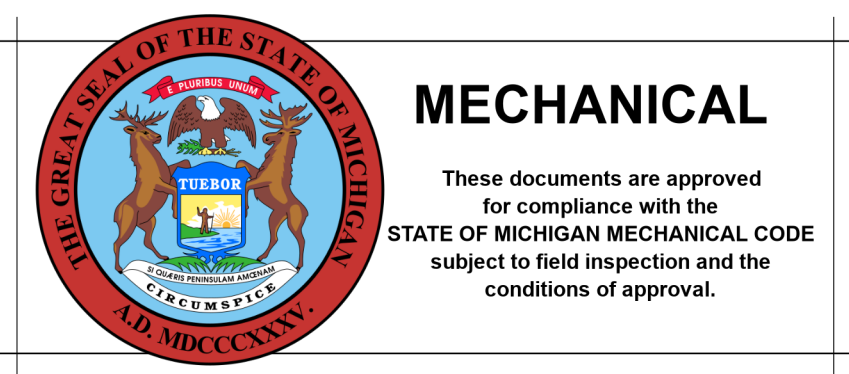 THE GREAT SEAL OF THE STATE OF MICHIGAN
E PLURIBUS UNUM
TUEBOR
SI QUÆRIS PENINSULAM AMŒNAM
CIRCUMSPICE
A.D. MDCCCXXXV.
MECHANICAL
These documents are approved
for compliance with the
STATE OF MICHIGAN MECHANICAL CODE
subject to field inspection and the
conditions of approval.